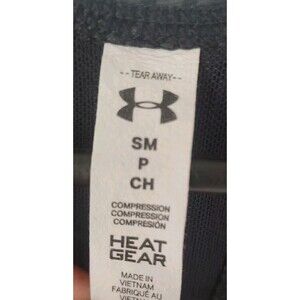 --TEAR AWAY--
SM
P
CH
COMPRESSION
COMPRESSION
COMPRESIÓN
HEAT
GEAR
MADE IN
VIETNAM
FABRIQUÉ AU